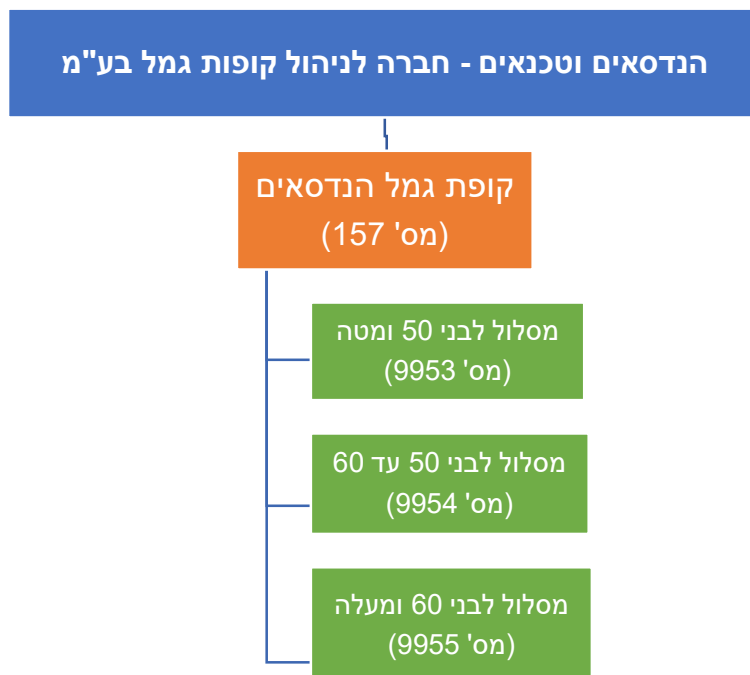 הנדסאים וטכנאים - חברה לניהול קופות גמל בע"מ
קופת גמל הנדסאים
(מס' 157)
מסלול לבני 50 ומטה
(מס' 9953)
מסלול לבני 50 עד 60
(מס' 9954)
מסלול לבני 60 ומעלה
(מס' 9955)